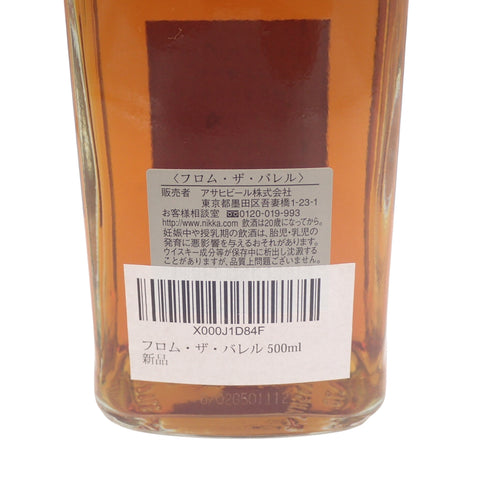 〈フロム・ザ・バレル〉
販売者 アサヒビール株式会社
東京都墨田区吾妻橋1-23-1
お客様相談室 0120-019-993
http://www.nikka.com 飲酒は20歳になってから。
妊娠中や授乳期の飲酒は、胎児・乳児の
発育に悪影響を与えるおそれがあります。
ウイスキー成分等が保存中に析出し沈澱する
ことがありますが、品質上問題ございません。
X000J1D84F
フロム・ザ・バレル 500ml
新品